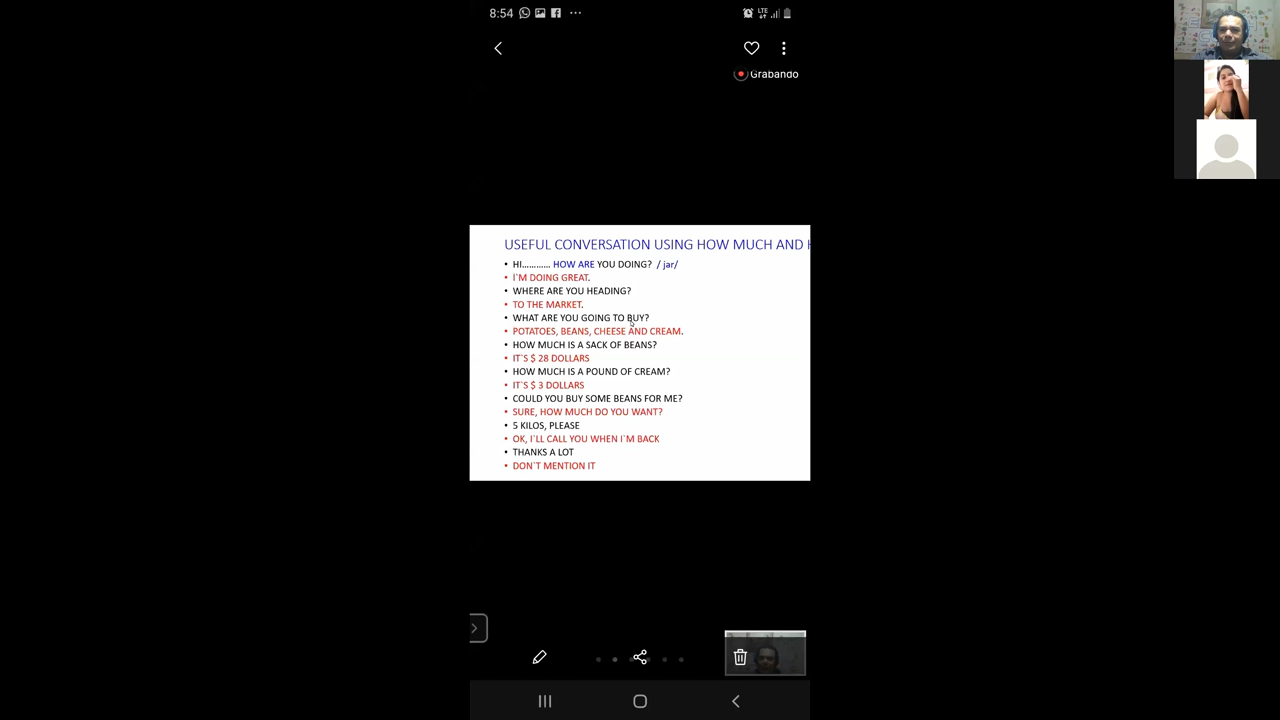 8:54
LTE
Grabando
USEFUL CONVERSATION USING HOW MUCH AND
• HI………… HOW ARE YOU DOING? / jar/
• I`M DOING GREAT.
• WHERE ARE YOU HEADING?
• TO THE MARKET.
• WHAT ARE YOU GOING TO BUY?
• POTATOES, BEANS, CHEESE AND CREAM.
• HOW MUCH IS A SACK OF BEANS?
• IT`S $ 28 DOLLARS
• HOW MUCH IS A POUND OF CREAM?
• IT`S $ 3 DOLLARS
• COULD YOU BUY SOME BEANS FOR ME?
• SURE, HOW MUCH DO YOU WANT?
• 5 KILOS, PLEASE
• OK, I`LL CALL YOU WHEN I`M BACK
• THANKS A LOT
• DON`T MENTION IT